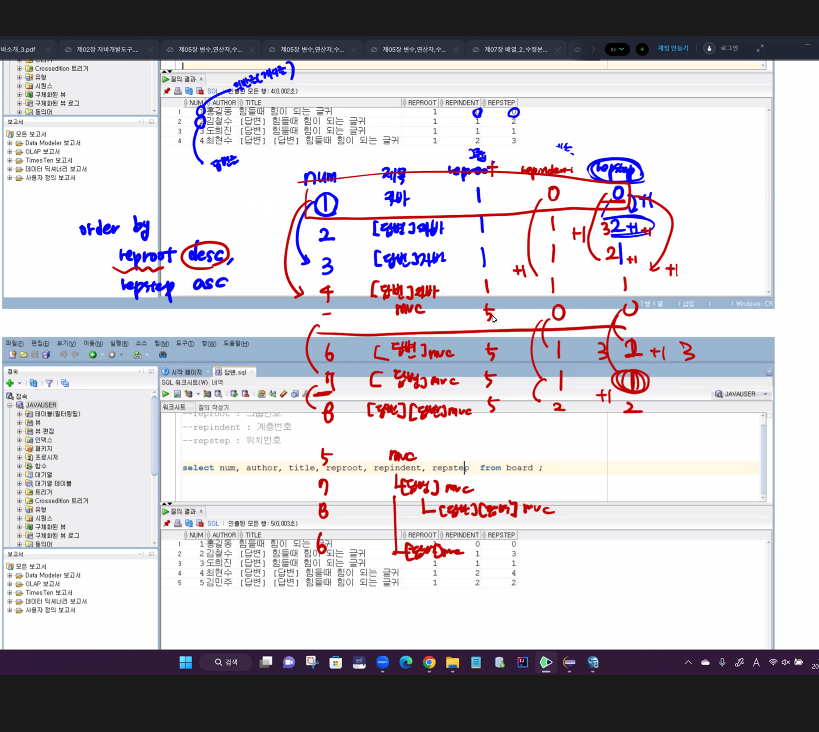 비소개_3.pdf
제02장 자바개발도구,...
제05장 변수,연산자,수...
제05장 변수,연산자,수...
제05장 변수,연산자,수...
제07장 배열_2_수정본...
계정 만들기
로그인
Crossedition 트리거
유형
시퀀스
구체화된 뷰
구체화된 뷰 로그
동의어
보고서
모든 보고서
Data Modeler 보고서
OLAP 보고서
TimesTen 보고서
데이터 딕셔너리 보고서
사용자 정의 보고서
질의 결과
SQL | 인출된 모든 행: 4(0,002초)
NUM AUTHOR TITLE REPROOT REPINDENT REPSTEP
1 1 홍길동 힘들때 힘이 되는 글귀 1 0 0
2 2 김철수 [답변] 힘들때 힘이 되는 글귀 1 1 2
3 3 도희진 [답변] 힘들때 힘이 되는 글귀 1 1 1
4 4 최현수 [답변] [답변] 힘들때 힘이 되는 글귀 1 2 3
답변글
그룹
num 제목 reproot repindent repstep
1 자바 1 0 0 +1
2 [답변]자바 1 1 +1 3 2 +1 +1
3 [답변]자바 1 1 2 1 +1
4 [답변]자바 1 +1 1 1 +1
order by
reproot desc,
repstep asc
mvc 5 0 0
6 [답변]mvc 5 1 3 2 +1 3
7 [답변]mvc 5 1 1
8 [답변][답변]mvc 5 2 +1 2
삽입
Windows: CR
파일(F) 편집(E) 보기(V) 이동(N) 실행(R) 소스 팀(M) 도구(T) 창(W) 도움말(H)
접속
접속
JAVAUSER
테이블(필터링됨)
뷰
뷰 편집
인덱스
패키지
프로시저
함수
대기열
대기열 테이블
트리거
Crossedition 트리거
유형
시퀀스
구체화된 뷰
구체화된 뷰 로그
동의어
시작 페이지 답변.sql
SQL 워크시트(W) 내역
JAVAUSER
워크시트 질의 작성기
--reproot : 그룹번호
--repindent : 계층번호
--repstep : 위치번호
select num, author, title, reproot, repindent, repstep from board ;
5 mvc
7 [답변] mvc
8 [답변][답변] mvc
6 [답변]mvc
질의 결과
SQL | 인출된 모든 행: 5(0,003초)
NUM AUTHOR TITLE REPROOT REPINDENT REPSTEP
1 1 홍길동 힘들때 힘이 되는 글귀 1 0 0
2 2 김철수 [답변] 힘들때 힘이 되는 글귀 1 1 3
3 3 도희진 [답변] 힘들때 힘이 되는 글귀 1 1 1
4 4 최현수 [답변] [답변] 힘들때 힘이 되는 글귀 1 2 4
5 5 김민주 [답변] [답변] 힘들때 힘이 되는 글귀 1 2 2
보고서
모든 보고서
Data Modeler 보고서
OLAP 보고서
TimesTen 보고서
데이터 딕셔너리 보고서
사용자 정의 보고서
검색